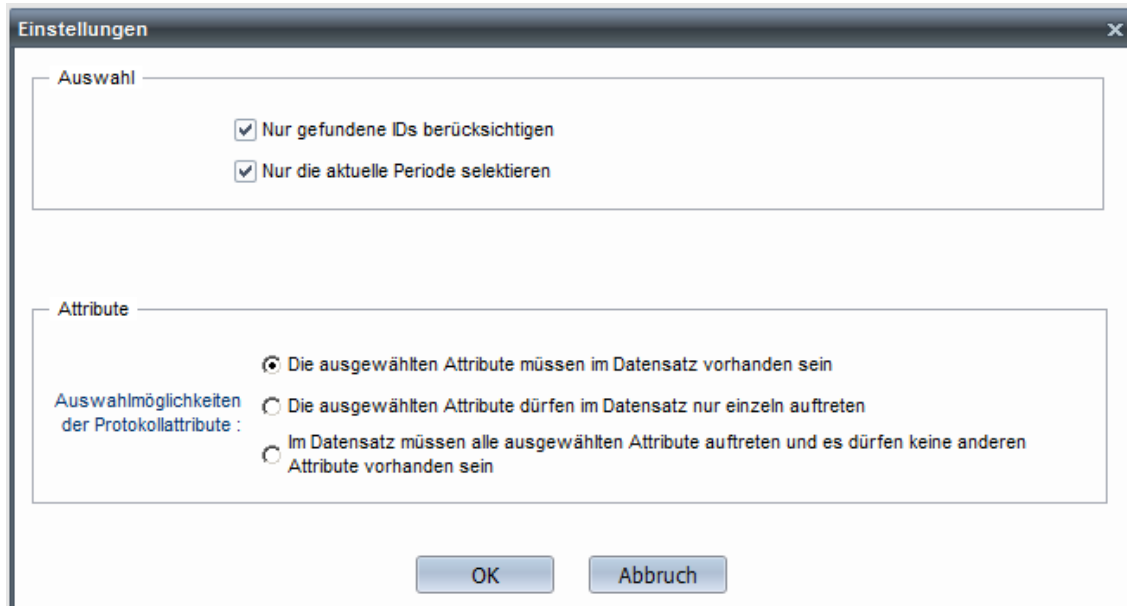 Einstellungen
Auswahl
Nur gefundene IDs berücksichtigen
Nur die aktuelle Periode selektieren
Attribute
Auswahlmöglichkeiten
der Protokollattribute :
Die ausgewählten Attribute müssen im Datensatz vorhanden sein
Die ausgewählten Attribute dürfen im Datensatz nur einzeln auftreten
Im Datensatz müssen alle ausgewählten Attribute auftreten und es dürfen keine anderen
Attribute vorhanden sein
OK
Abbruch